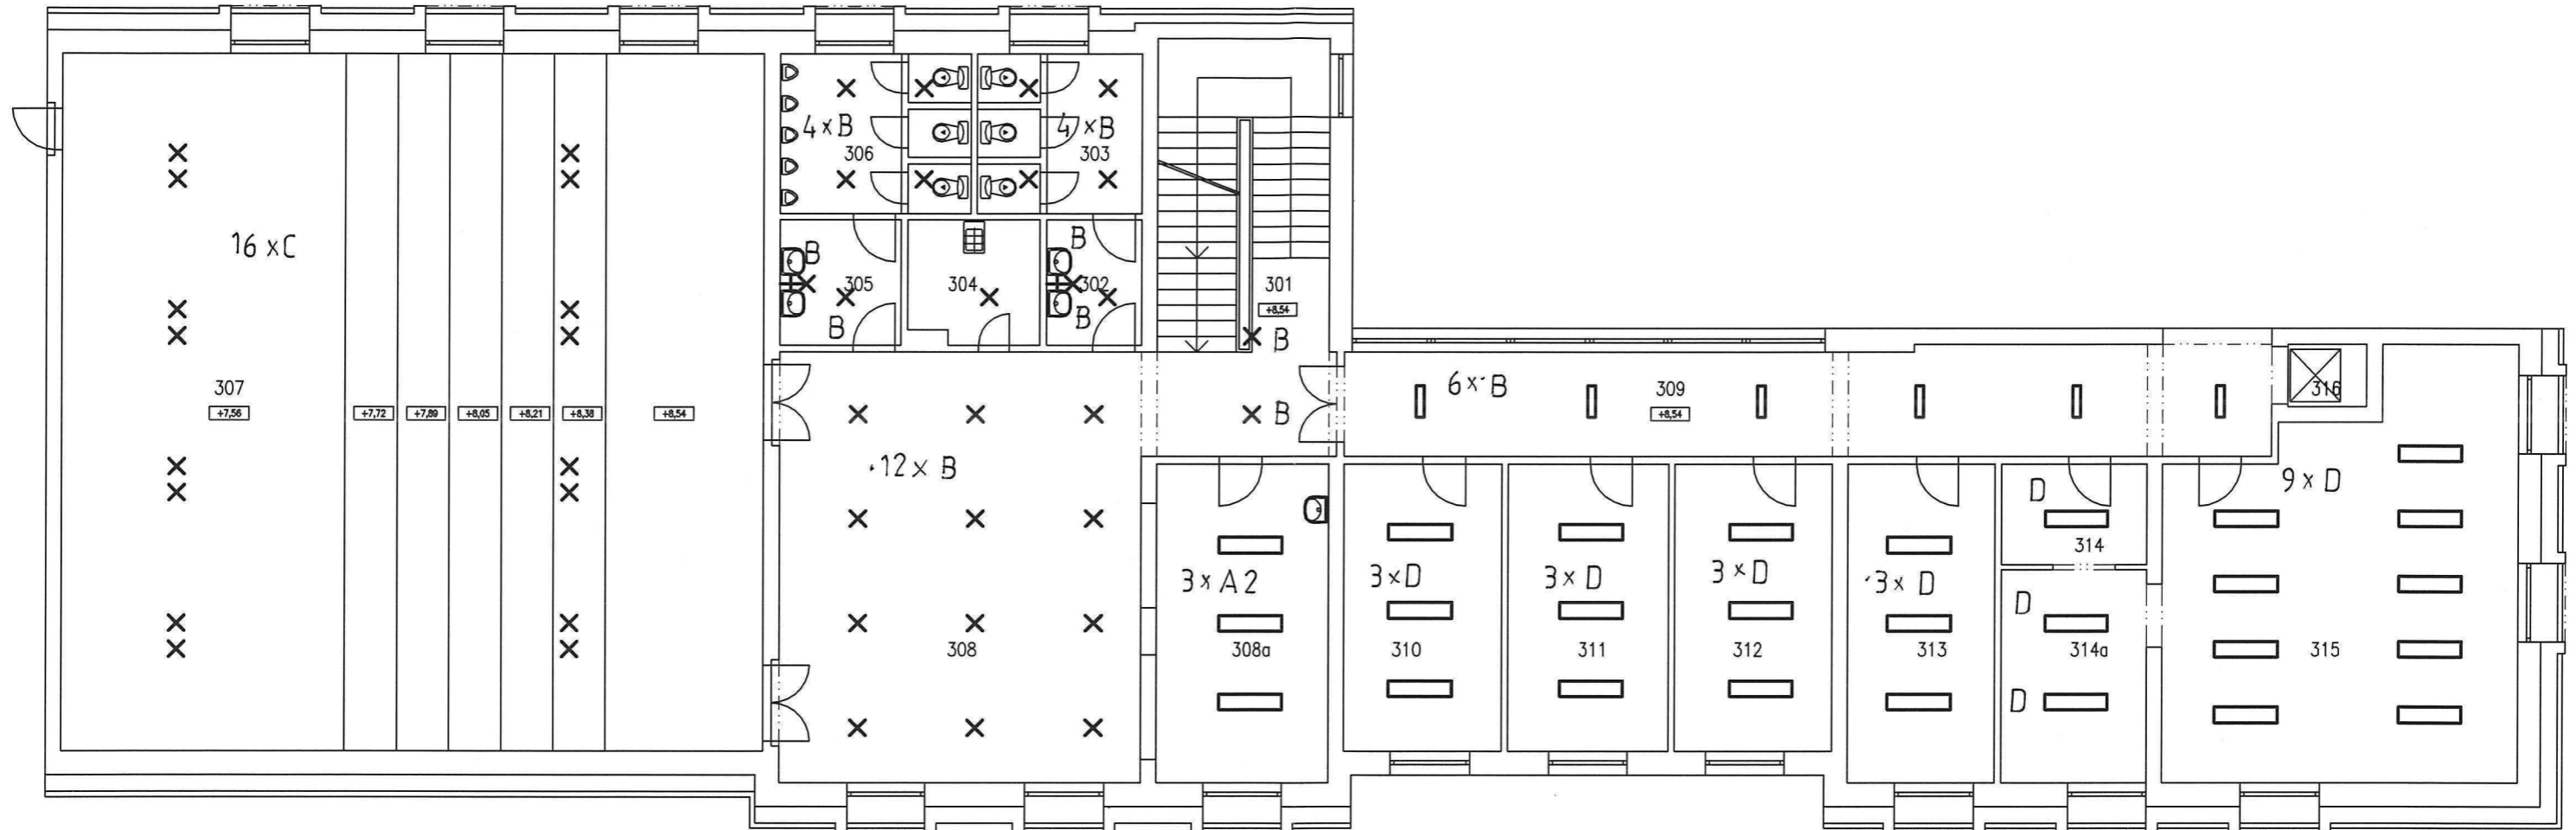 4 x B
306
4 x B
303
16 x C
B
305
B
304
B
302
B
301
+8,54
B
B
307
+7,56
+7,72
+7,89
+8,05
+8,21
+8,38
+8,54
12 x B
308
3 x A2
308a
6 x B
309
+8,54
316
3 x D
310
3 x D
311
3 x D
312
3 x D
313
D
314
D
314a
D
9 x D
315